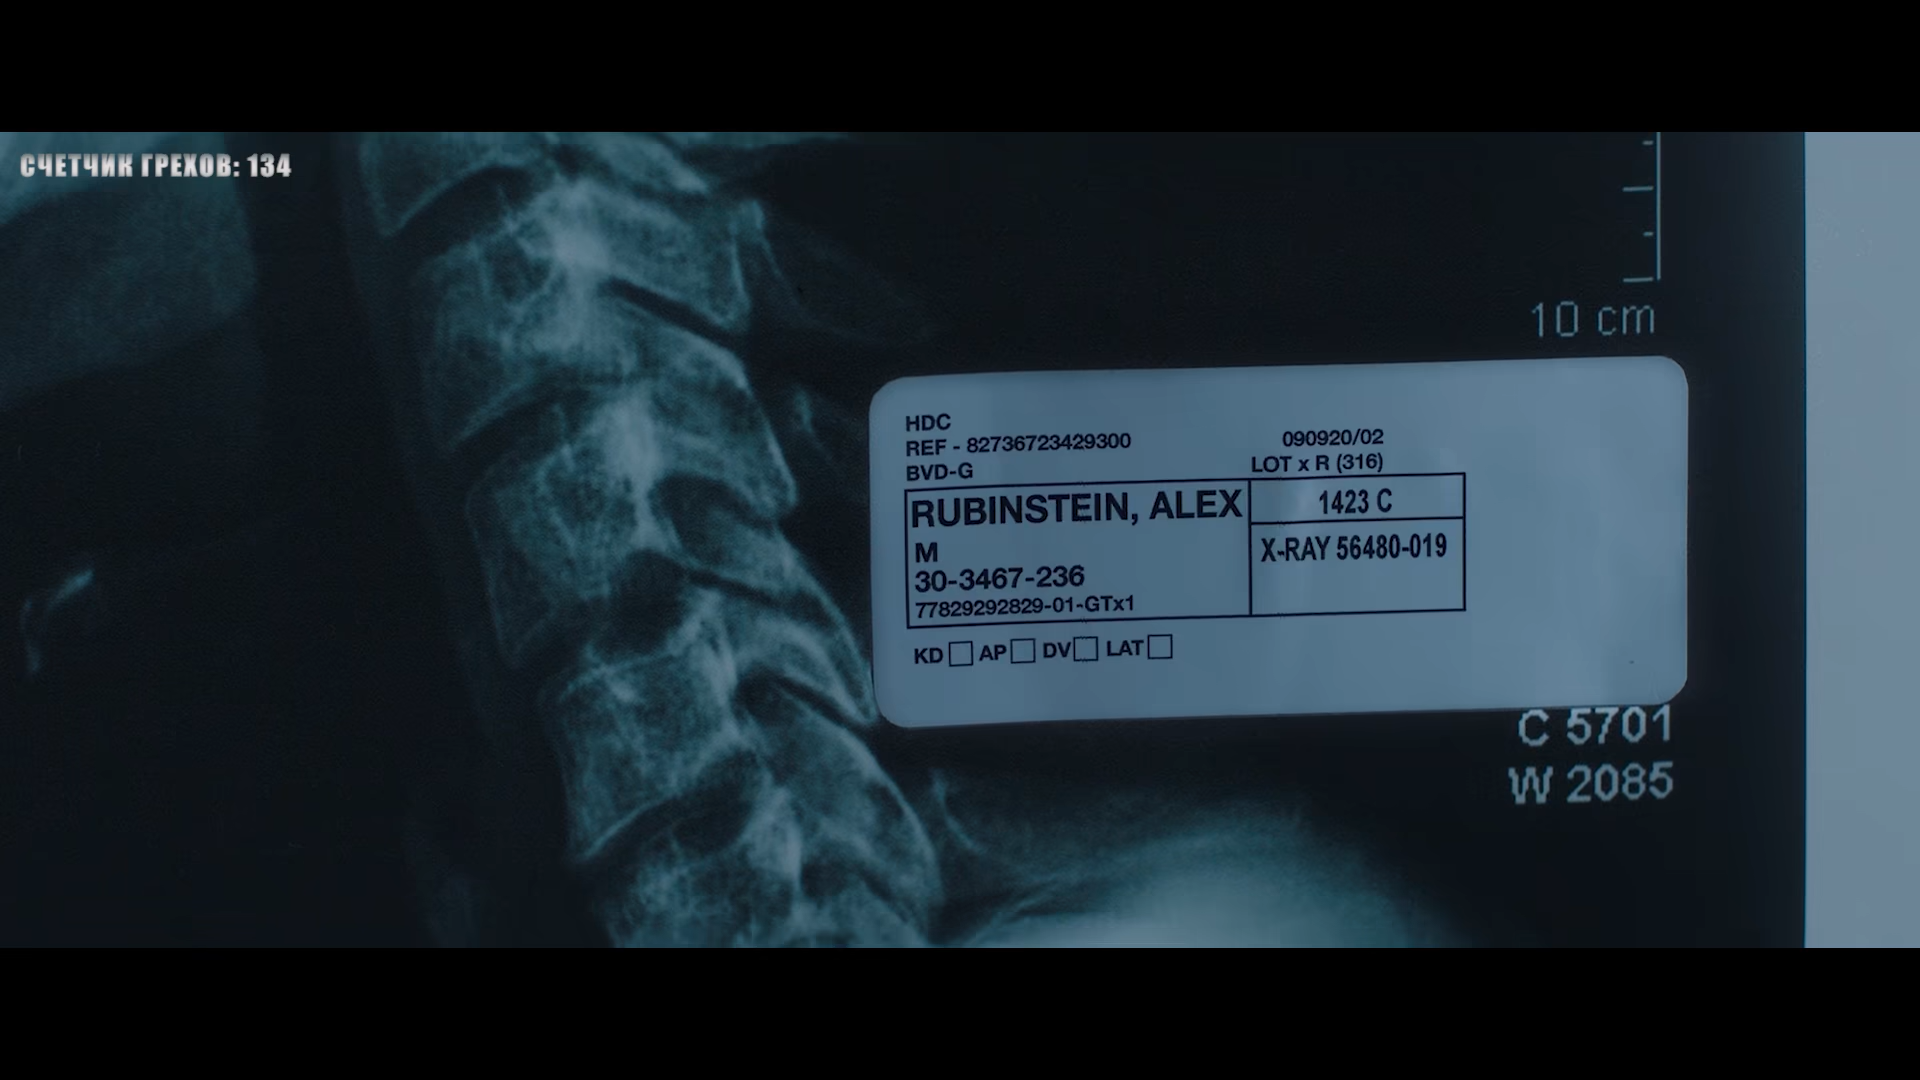 СЧЕТЧИК ГРЕХОВ: 134
10 cm
HDC
REF - 82736723429300
BVD-G
090920/02
LOT x R (316)
RUBINSTEIN, ALEX
M
30-3467-236
77829292829-01-GTx1
1423 C
X-RAY 56480-019
KD AP DV LAT
C 5701
W 2085